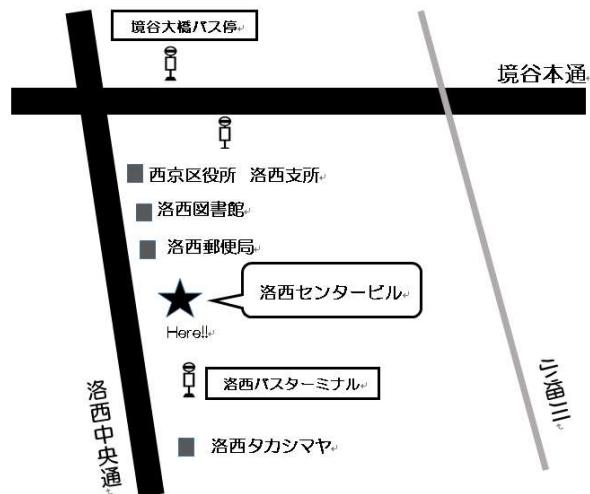 境谷大橋バス停
境谷本通
西京区役所 洛西支所
洛西図書館
洛西郵便局
洛西センタービル
Here!!
洛西バスターミナル
小畑川
洛西中央通
洛西タカシマヤ